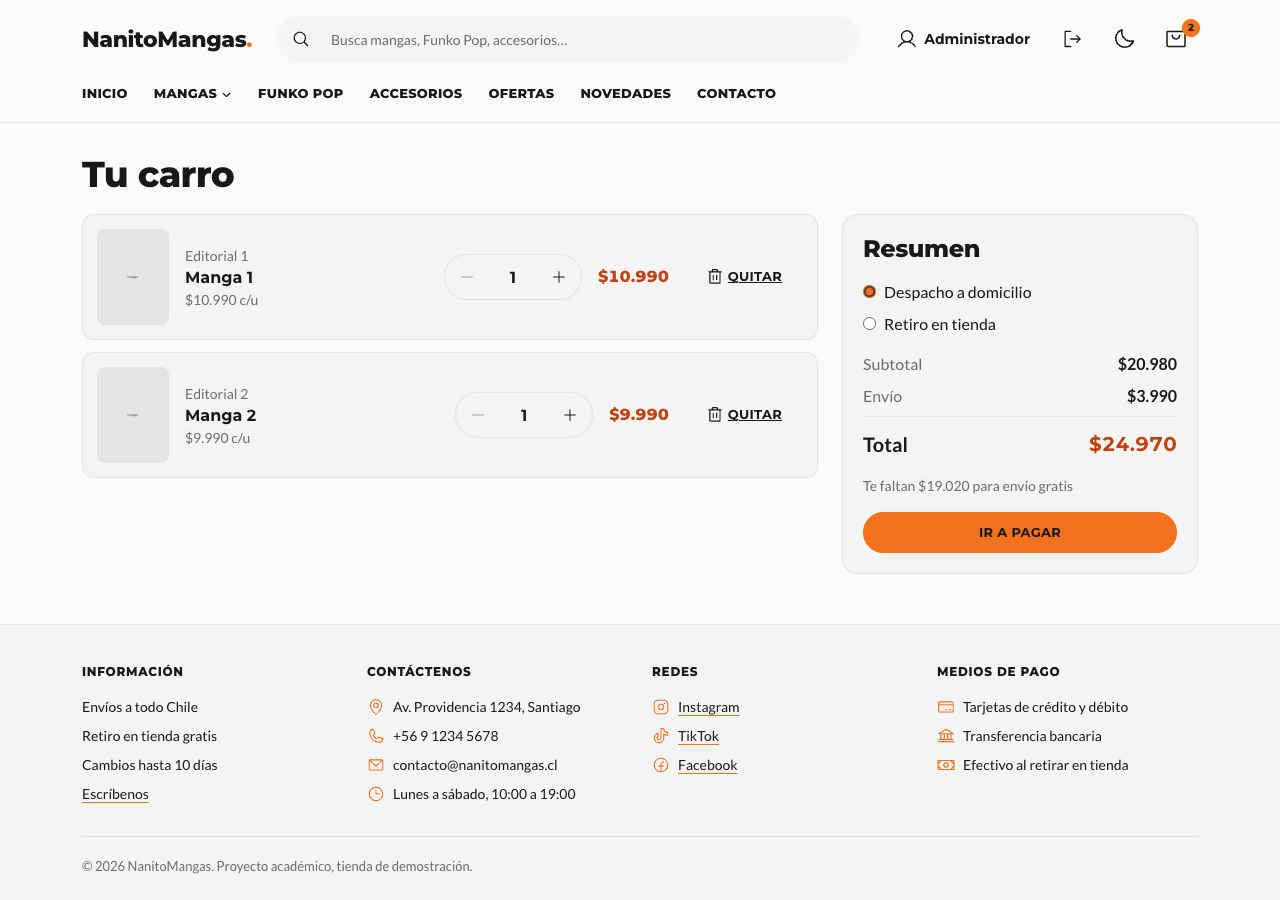 NanitoMangas.
Busca mangas, Funko Pop, accesorios...
Administrador
2
INICIO
MANGAS
FUNKO POP
ACCESORIOS
OFERTAS
NOVEDADES
CONTACTO
Tu carro
Editorial 1
Manga 1
$10.990 c/u
1
$10.990
QUITAR
Editorial 2
Manga 2
$9.990 c/u
1
$9.990
QUITAR
Resumen
Despacho a domicilio
Retiro en tienda
Subtotal $20.980
Envío $3.990
Total $24.970
Te faltan $19.020 para envío gratis
IR A PAGAR
INFORMACIÓN
Envíos a todo Chile
Retiro en tienda gratis
Cambios hasta 10 días
Escríbenos
CONTÁCTENOS
Av. Providencia 1234, Santiago
+56 9 1234 5678
contacto@nanitomangas.cl
Lunes a sábado, 10:00 a 19:00
REDES
Instagram
TikTok
Facebook
MEDIOS DE PAGO
Tarjetas de crédito y débito
Transferencia bancaria
Efectivo al retirar en tienda
© 2026 NanitoMangas. Proyecto académico, tienda de demostración.